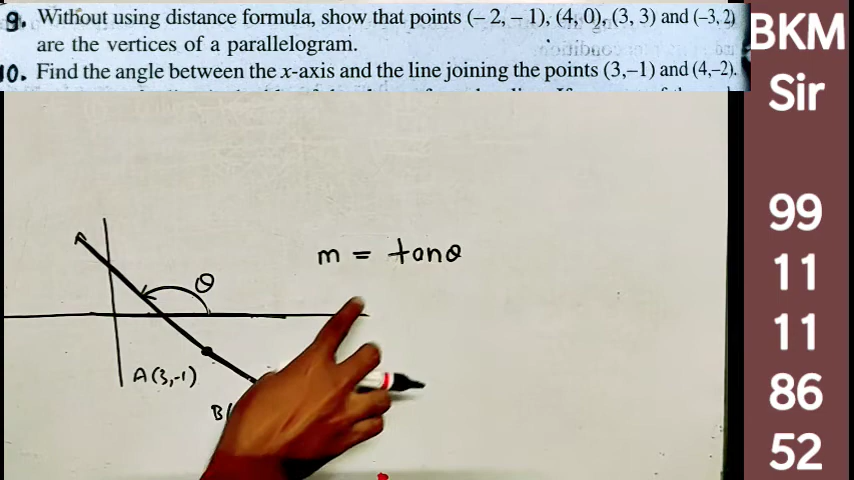 9. Without using distance formula, show that points (– 2, – 1), (4, 0), (3, 3) and (–3, 2)
are the vertices of a parallelogram.
10. Find the angle between the x-axis and the line joining the points (3,–1) and (4,–2).
m = tanθ
θ
A(3,-1)
B(
BKM
Sir
99
11
11
86
52